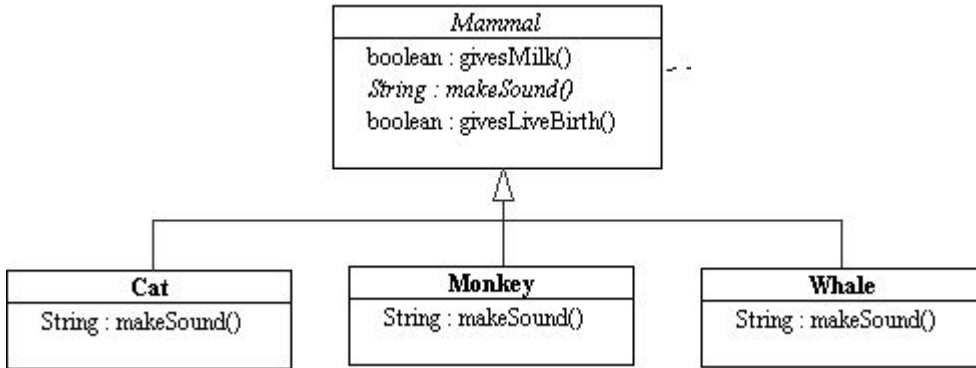 Mammal
boolean : givesMilk()
String : makeSound()
boolean : givesLiveBirth()
Cat
String : makeSound()
Monkey
String : makeSound()
Whale
String : makeSound()